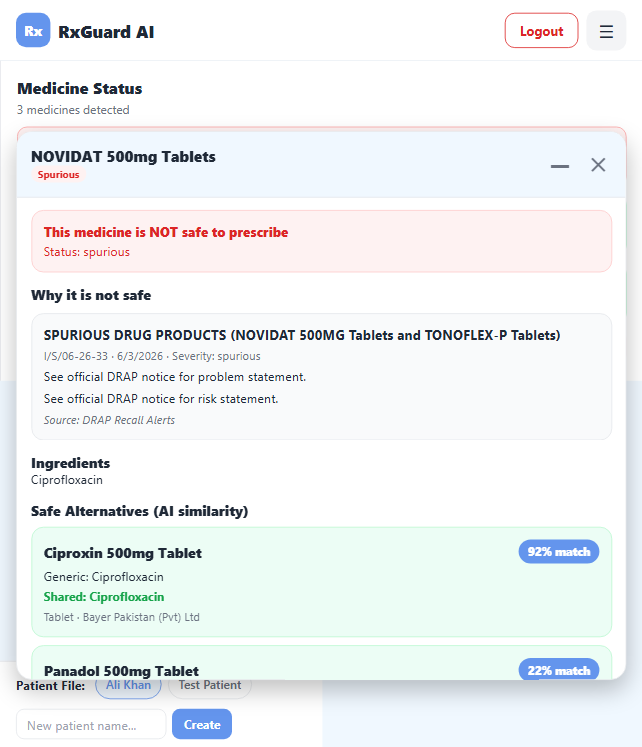 Rx RxGuard AI Logout
Medicine Status
3 medicines detected
NOVIDAT 500mg Tablets
Spurious
This medicine is NOT safe to prescribe
Status: spurious
Why it is not safe
SPURIOUS DRUG PRODUCTS (NOVIDAT 500MG Tablets and TONOFLEX-P Tablets)
I/S/06-26-33 · 6/3/2026 · Severity: spurious
See official DRAP notice for problem statement.
See official DRAP notice for risk statement.
Source: DRAP Recall Alerts
Ingredients
Ciprofloxacin
Safe Alternatives (AI similarity)
Ciproxin 500mg Tablet 92% match
Generic: Ciprofloxacin
Shared: Ciprofloxacin
Tablet · Bayer Pakistan (Pvt) Ltd
Panadol 500mg Tablet 22% match
Patient File: Ali Khan Test Patient
New patient name... Create